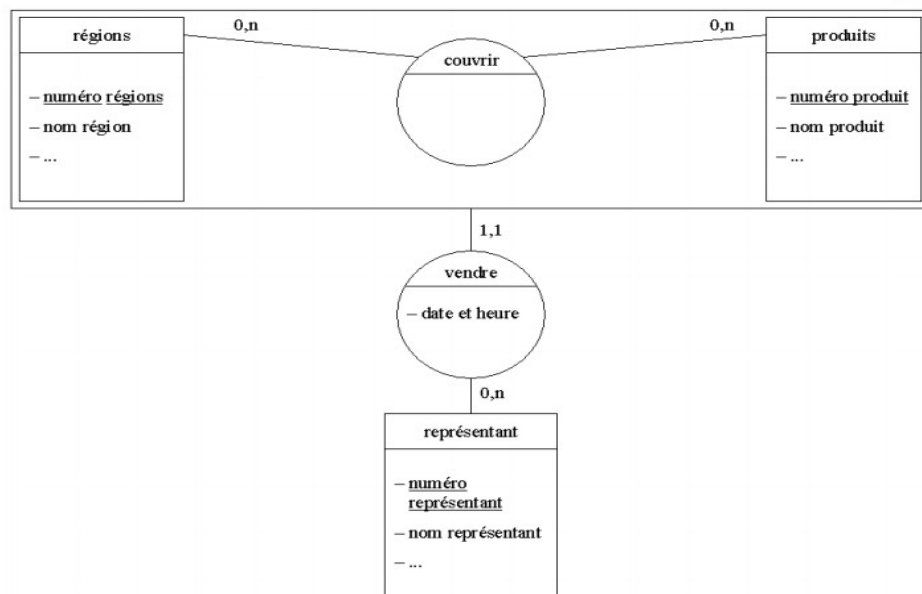 0,n
0,n
régions
produits
couvrir
– numéro régions
– nom région
– ...
– numéro produit
– nom produit
– ...
1,1
vendre
– date et heure
0,n
représentant
– numéro
représentant
– nom représentant
– ...